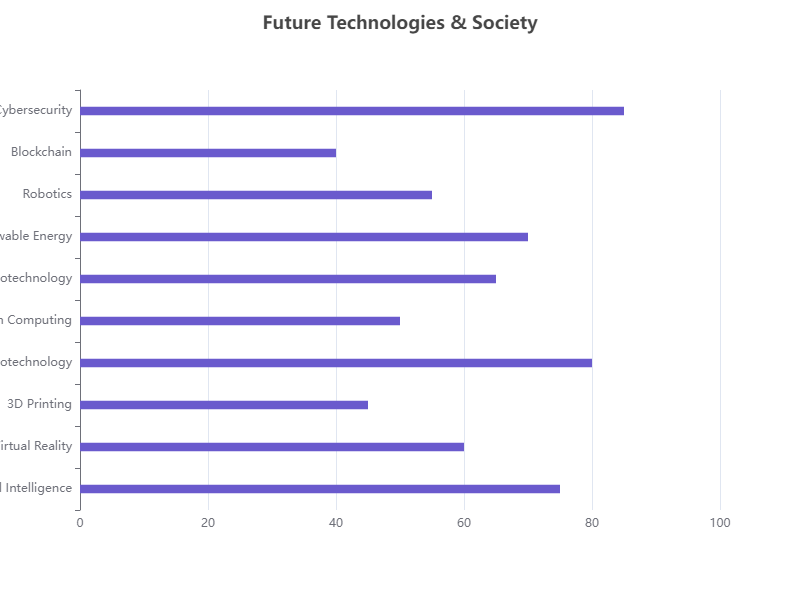 Future Technologies & Society
Cybersecurity
Blockchain
Robotics
wable Energy
otechnology
Computing
otechnology
3D Printing
irtual Reality
Intelligence
0 20 40 60 80 100